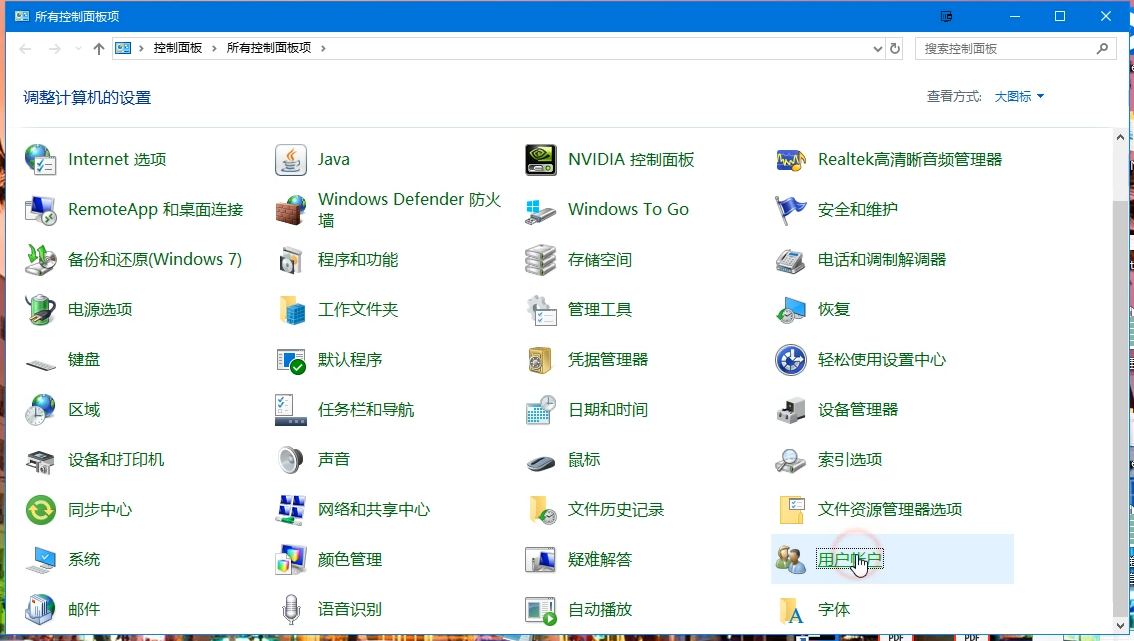 所有控制面板项
控制面板 所有控制面板项
搜索控制面板
调整计算机的设置
查看方式: 大图标
Internet 选项
Java
NVIDIA 控制面板
Realtek高清晰音频管理器
RemoteApp 和桌面连接
Windows Defender 防火
墙
Windows To Go
安全和维护
备份和还原(Windows 7)
程序和功能
存储空间
电话和调制解调器
电源选项
工作文件夹
管理工具
恢复
键盘
默认程序
凭据管理器
轻松使用设置中心
区域
任务栏和导航
日期和时间
设备管理器
设备和打印机
声音
鼠标
索引选项
同步中心
网络和共享中心
文件历史记录
文件资源管理器选项
系统
颜色管理
疑难解答
用户帐户
邮件
语音识别
自动播放
字体
PDF
PDF